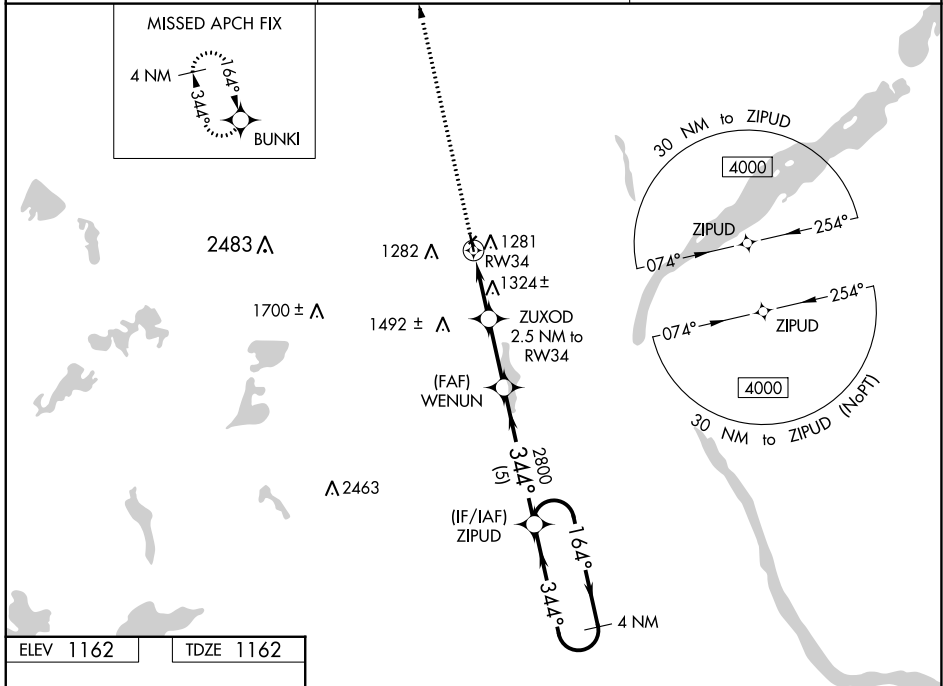 MISSED APCH FIX
4 NM
164°
344°
BUNKI
30 NM to ZIPUD
4000
ZIPUD
254°
074°
2483
1282
1281
RW34
1324±
1700 ±
1492 ±
ZUXOD
2.5 NM to
RW34
254°
074°
ZIPUD
4000
30 NM to ZIPUD (NoPT)
(FAF)
WENUN
2800
344°
(5)
2463
(IF/IAF)
ZIPUD
164°
344°
4 NM
ELEV 1162
TDZE 1162